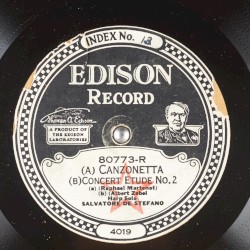 INDEX No. 12
EDISON
RECORD
Thomas A. Edison
A PRODUCT OF
THE EDISON
LABORATORIES
80773-R
(A) CANZONETTA
(B) CONCERT ETUDE NO. 2
(a) (Raphael Martenot)
(b) (Albert Zabel)
Harp Solo
SALVATORE DE STEFANO
4019